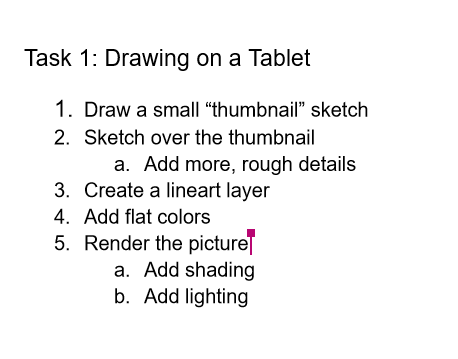 Task 1: Drawing on a Tablet
1. Draw a small “thumbnail” sketch
2. Sketch over the thumbnail
a. Add more, rough details
3. Create a lineart layer
4. Add flat colors
5. Render the picture
a. Add shading
b. Add lighting